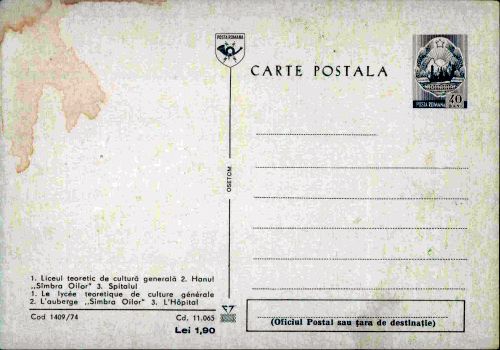 POSTA ROMANA
CARTE POSTALA
POSTA ROMANA 40
BANI
OSETOM
1. Liceul teoretic de cultură generală 2. Hanul
„Sîmbra Oilor” 3. Spitalul
1. Le lycée teoretique de culture générale
2. L'auberge „Simbra Oilor” 3. L'Hôpital
Cod 1409/74
Cd. 11.065
Lei 1,90
(Oficiul Postal sau țara de destinație)